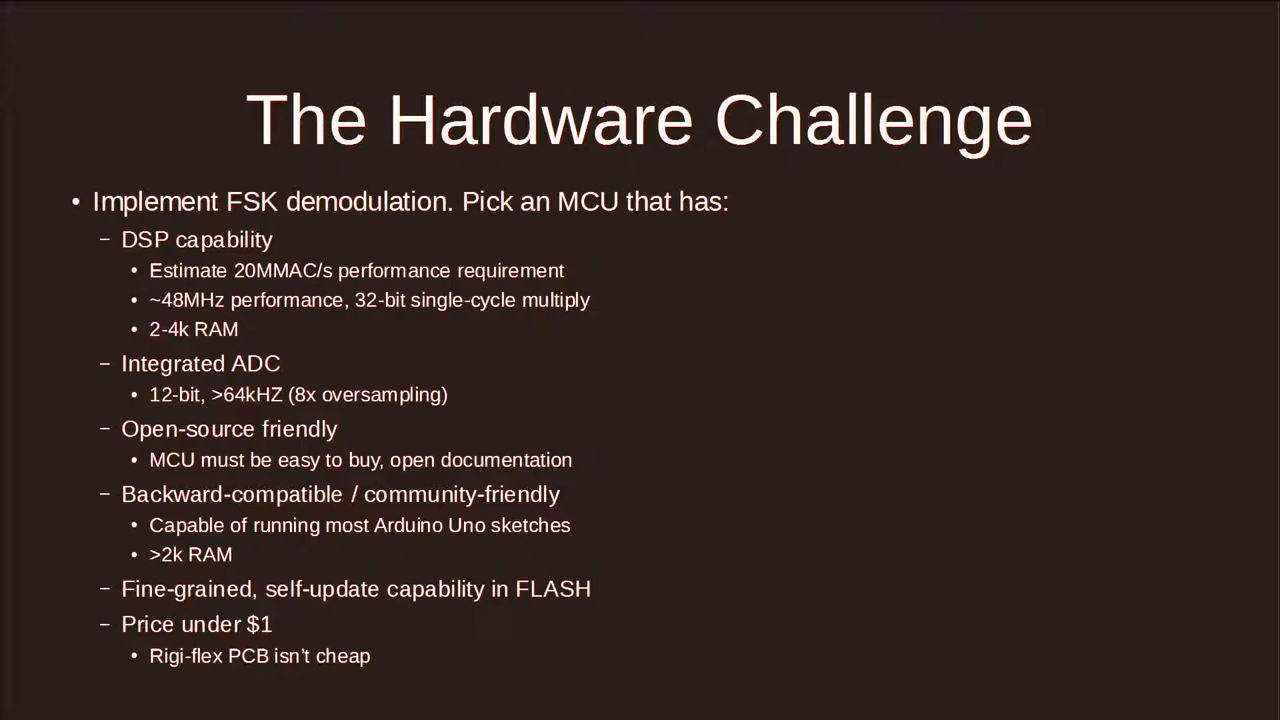 The Hardware Challenge
• Implement FSK demodulation. Pick an MCU that has:
– DSP capability
• Estimate 20MMAC/s performance requirement
• ~48MHz performance, 32-bit single-cycle multiply
• 2-4k RAM
– Integrated ADC
• 12-bit, >64kHZ (8x oversampling)
– Open-source friendly
• MCU must be easy to buy, open documentation
– Backward-compatible / community-friendly
• Capable of running most Arduino Uno sketches
• >2k RAM
– Fine-grained, self-update capability in FLASH
– Price under $1
• Rigi-flex PCB isn't cheap